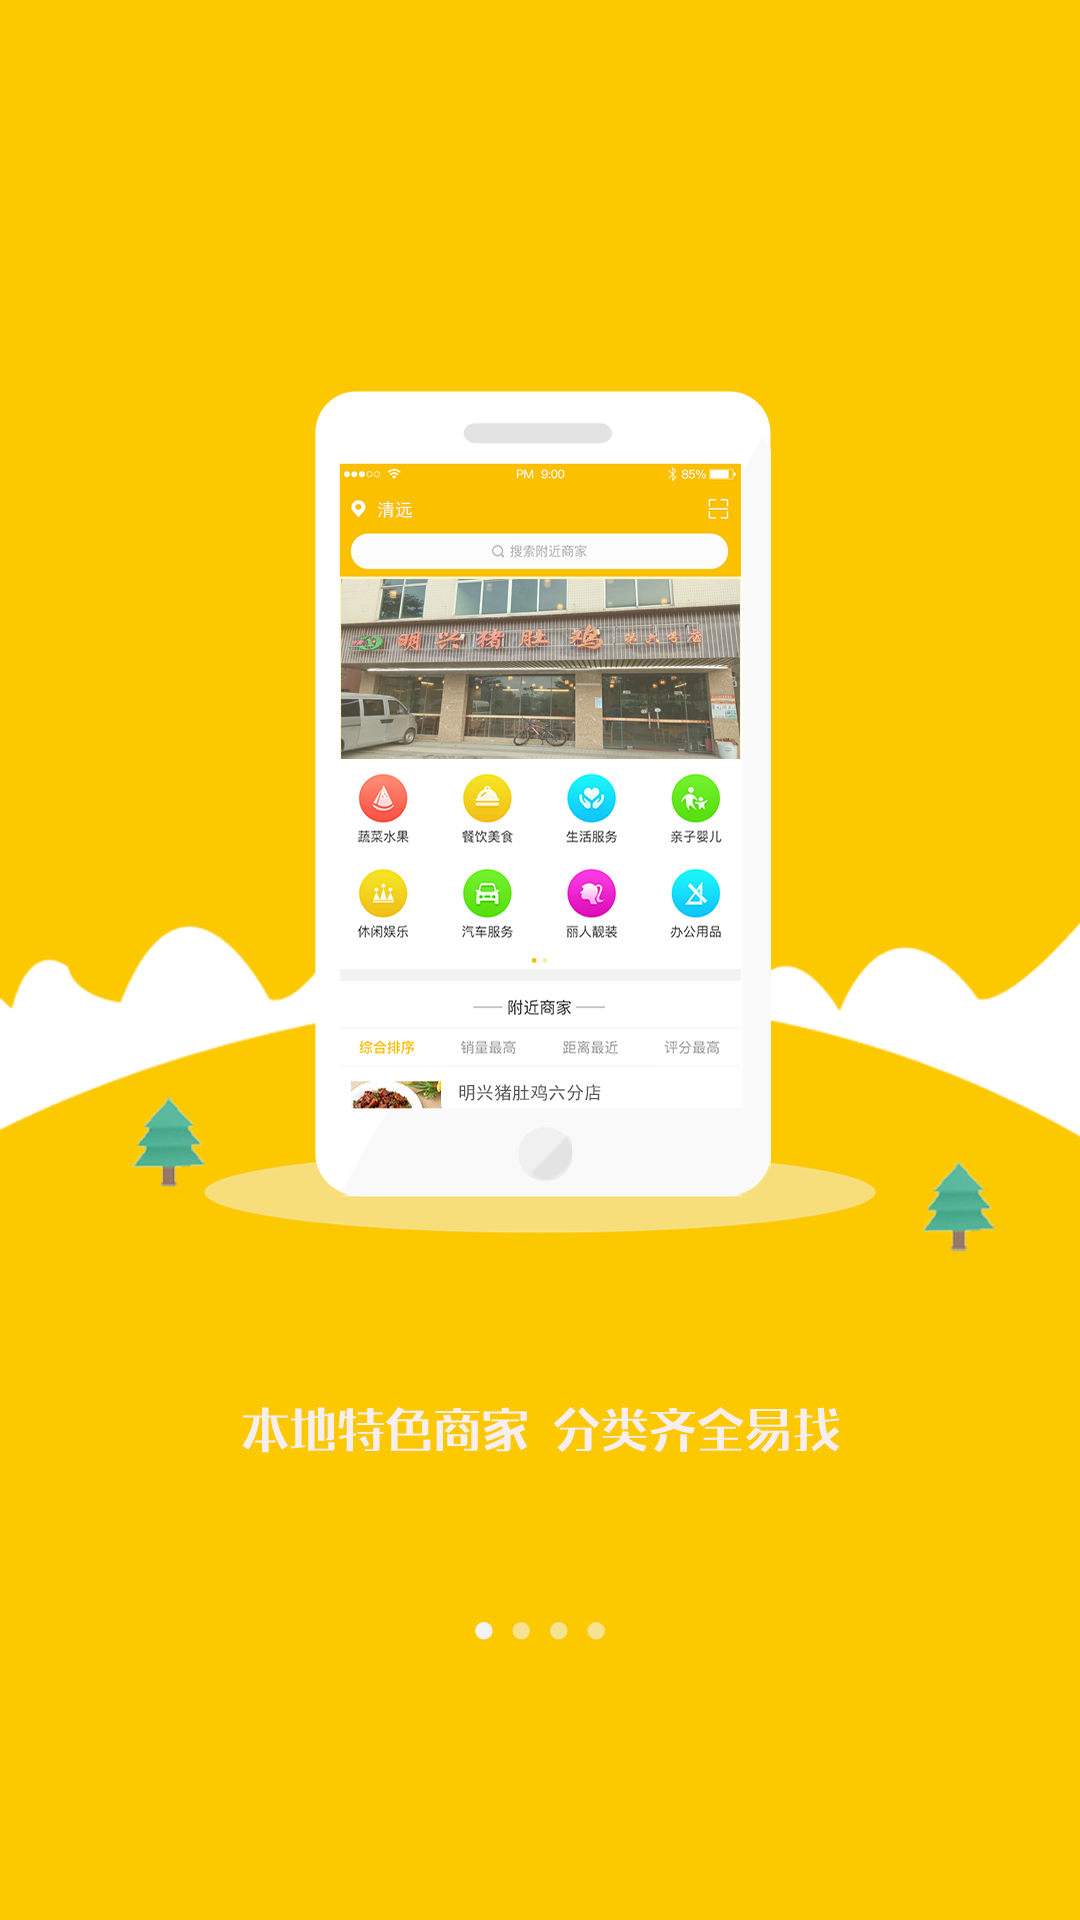 PM 9:00 85%
清远
搜索附近商家
明兴猪肚鸡
蔬菜水果 餐饮美食 生活服务 亲子婴儿
休闲娱乐 汽车服务 丽人靓装 办公用品
附近商家
综合排序 销量最高 距离最近 评分最高
明兴猪肚鸡六分店
本地特色商家 分类齐全易找